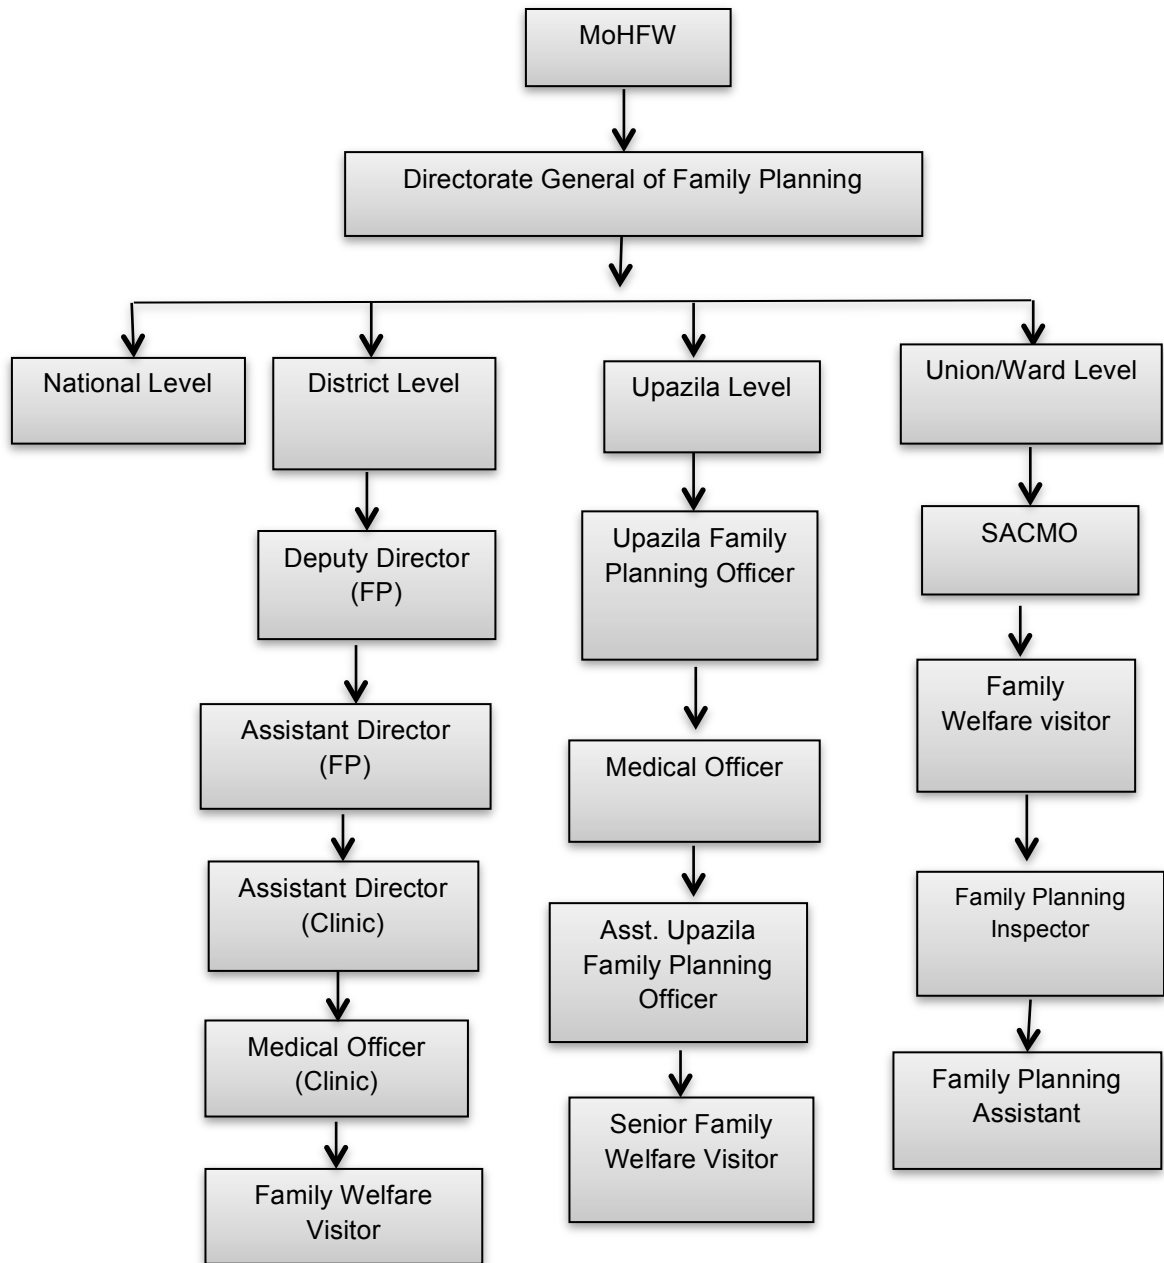 MoHFW
Directorate General of Family Planning
National Level
District Level
Upazila Level
Union/Ward Level
Deputy Director
(FP)
Assistant Director
(FP)
Assistant Director
(Clinic)
Medical Officer
(Clinic)
Family Welfare
Visitor
Upazila Family
Planning Officer
Medical Officer
Asst. Upazila
Family Planning
Officer
Senior Family
Welfare Visitor
SACMO
Family
Welfare visitor
Family Planning
Inspector
Family Planning
Assistant